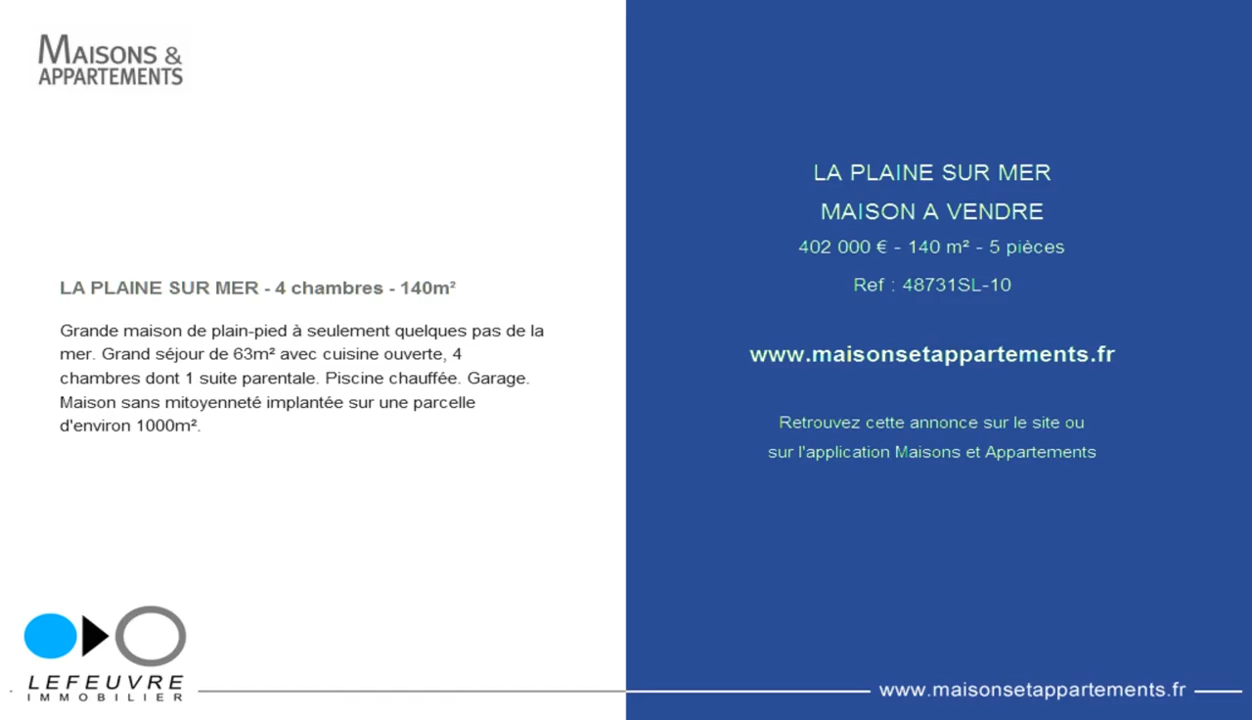 MAISONS &
APPARTEMENTS
LA PLAINE SUR MER - 4 chambres - 140m²
Grande maison de plain-pied à seulement quelques pas de la
mer. Grand séjour de 63m² avec cuisine ouverte, 4
chambres dont 1 suite parentale. Piscine chauffée. Garage.
Maison sans mitoyenneté implantée sur une parcelle
d'environ 1000m².
LEFEUVRE
IMMOBILIER
LA PLAINE SUR MER
MAISON A VENDRE
402 000 € - 140 m² - 5 pièces
Ref : 48731SL-10
www.maisonsetappartements.fr
Retrouvez cette annonce sur le site ou
sur l'application Maisons et Appartements
www.maisonsetappartements.fr